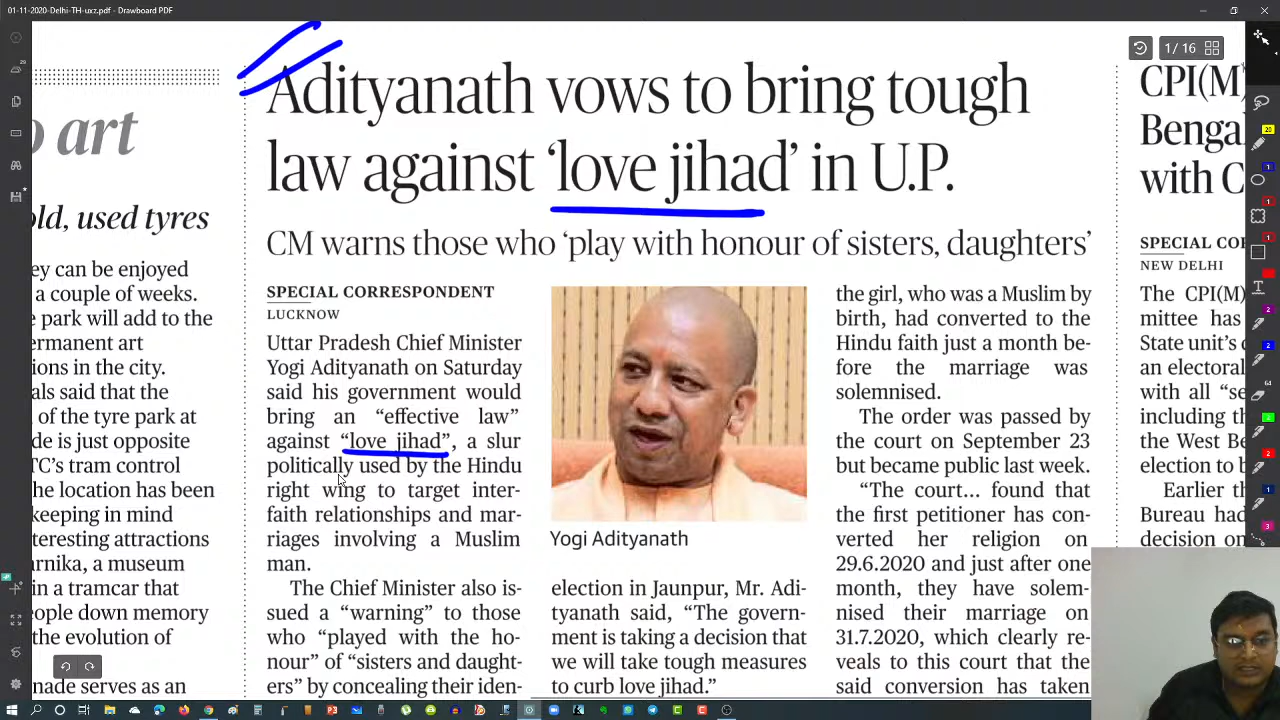 01-11-2020-Delhi-TH-uxz.pdf - Drawboard PDF
1/16
o art
old, used tyres
ey can be enjoyed
a couple of weeks.
e park will add to the
ermanent art
ions in the city.
als said that the
of the tyre park at
de is just opposite
TC’s tram control
he location has been
keeping in mind
teresting attractions
arnika, a museum
in a tramcar that
eople down memory
the evolution of
nade serves as an
Adityanath vows to bring tough
law against ‘love jihad’ in U.P.
CM warns those who ‘play with honour of sisters, daughters’
SPECIAL CORRESPONDENT
LUCKNOW
Uttar Pradesh Chief Minister
Yogi Adityanath on Saturday
said his government would
bring an “effective law”
against “love jihad”, a slur
politically used by the Hindu
right wing to target inter-
faith relationships and mar-
riages involving a Muslim
man.
The Chief Minister also is-
sued a “warning” to those
who “played with the ho-
nour” of “sisters and daught-
ers” by concealing their iden-
Yogi Adityanath
election in Jaunpur, Mr. Adi-
tyanath said, “The govern-
ment is taking a decision that
we will take tough measures
to curb love jihad.”
the girl, who was a Muslim by
birth, had converted to the
Hindu faith just a month be-
fore the marriage was
solemnised.
The order was passed by
the court on September 23
but became public last week.
“The court... found that
the first petitioner has con-
verted her religion on
29.6.2020 and just after one
month, they have solem-
nised their marriage on
31.7.2020, which clearly re-
veals to this court that the
said conversion has taken
CPI(M)
Benga
with C
SPECIAL COR
NEW DELHI
The CPI(M)
mittee has
State unit’s d
an electoral
with all “se
including th
the West Be
election to b
Earlier th
Bureau had
decision on